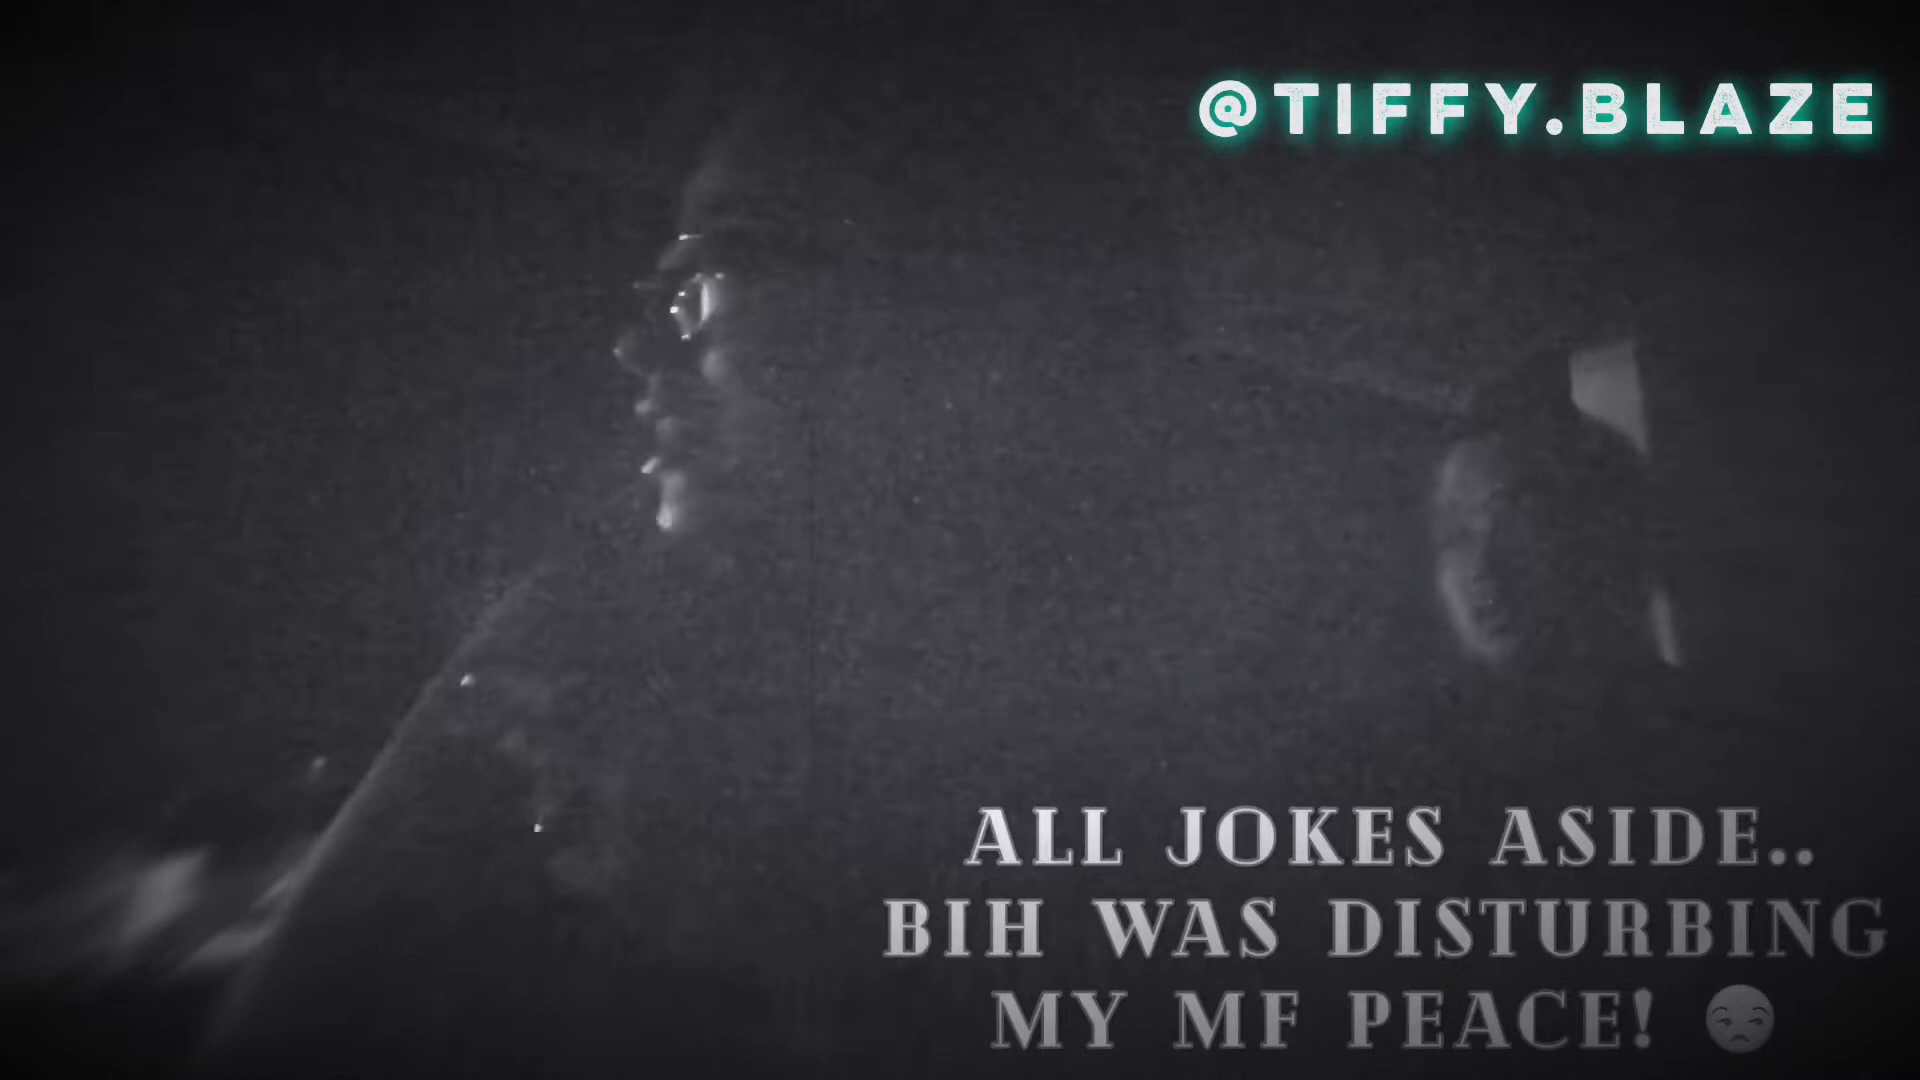 @TIFFY.BLAZE
ALL JOKES ASIDE..
BIH WAS DISTURBING
MY MF PEACE! 😒